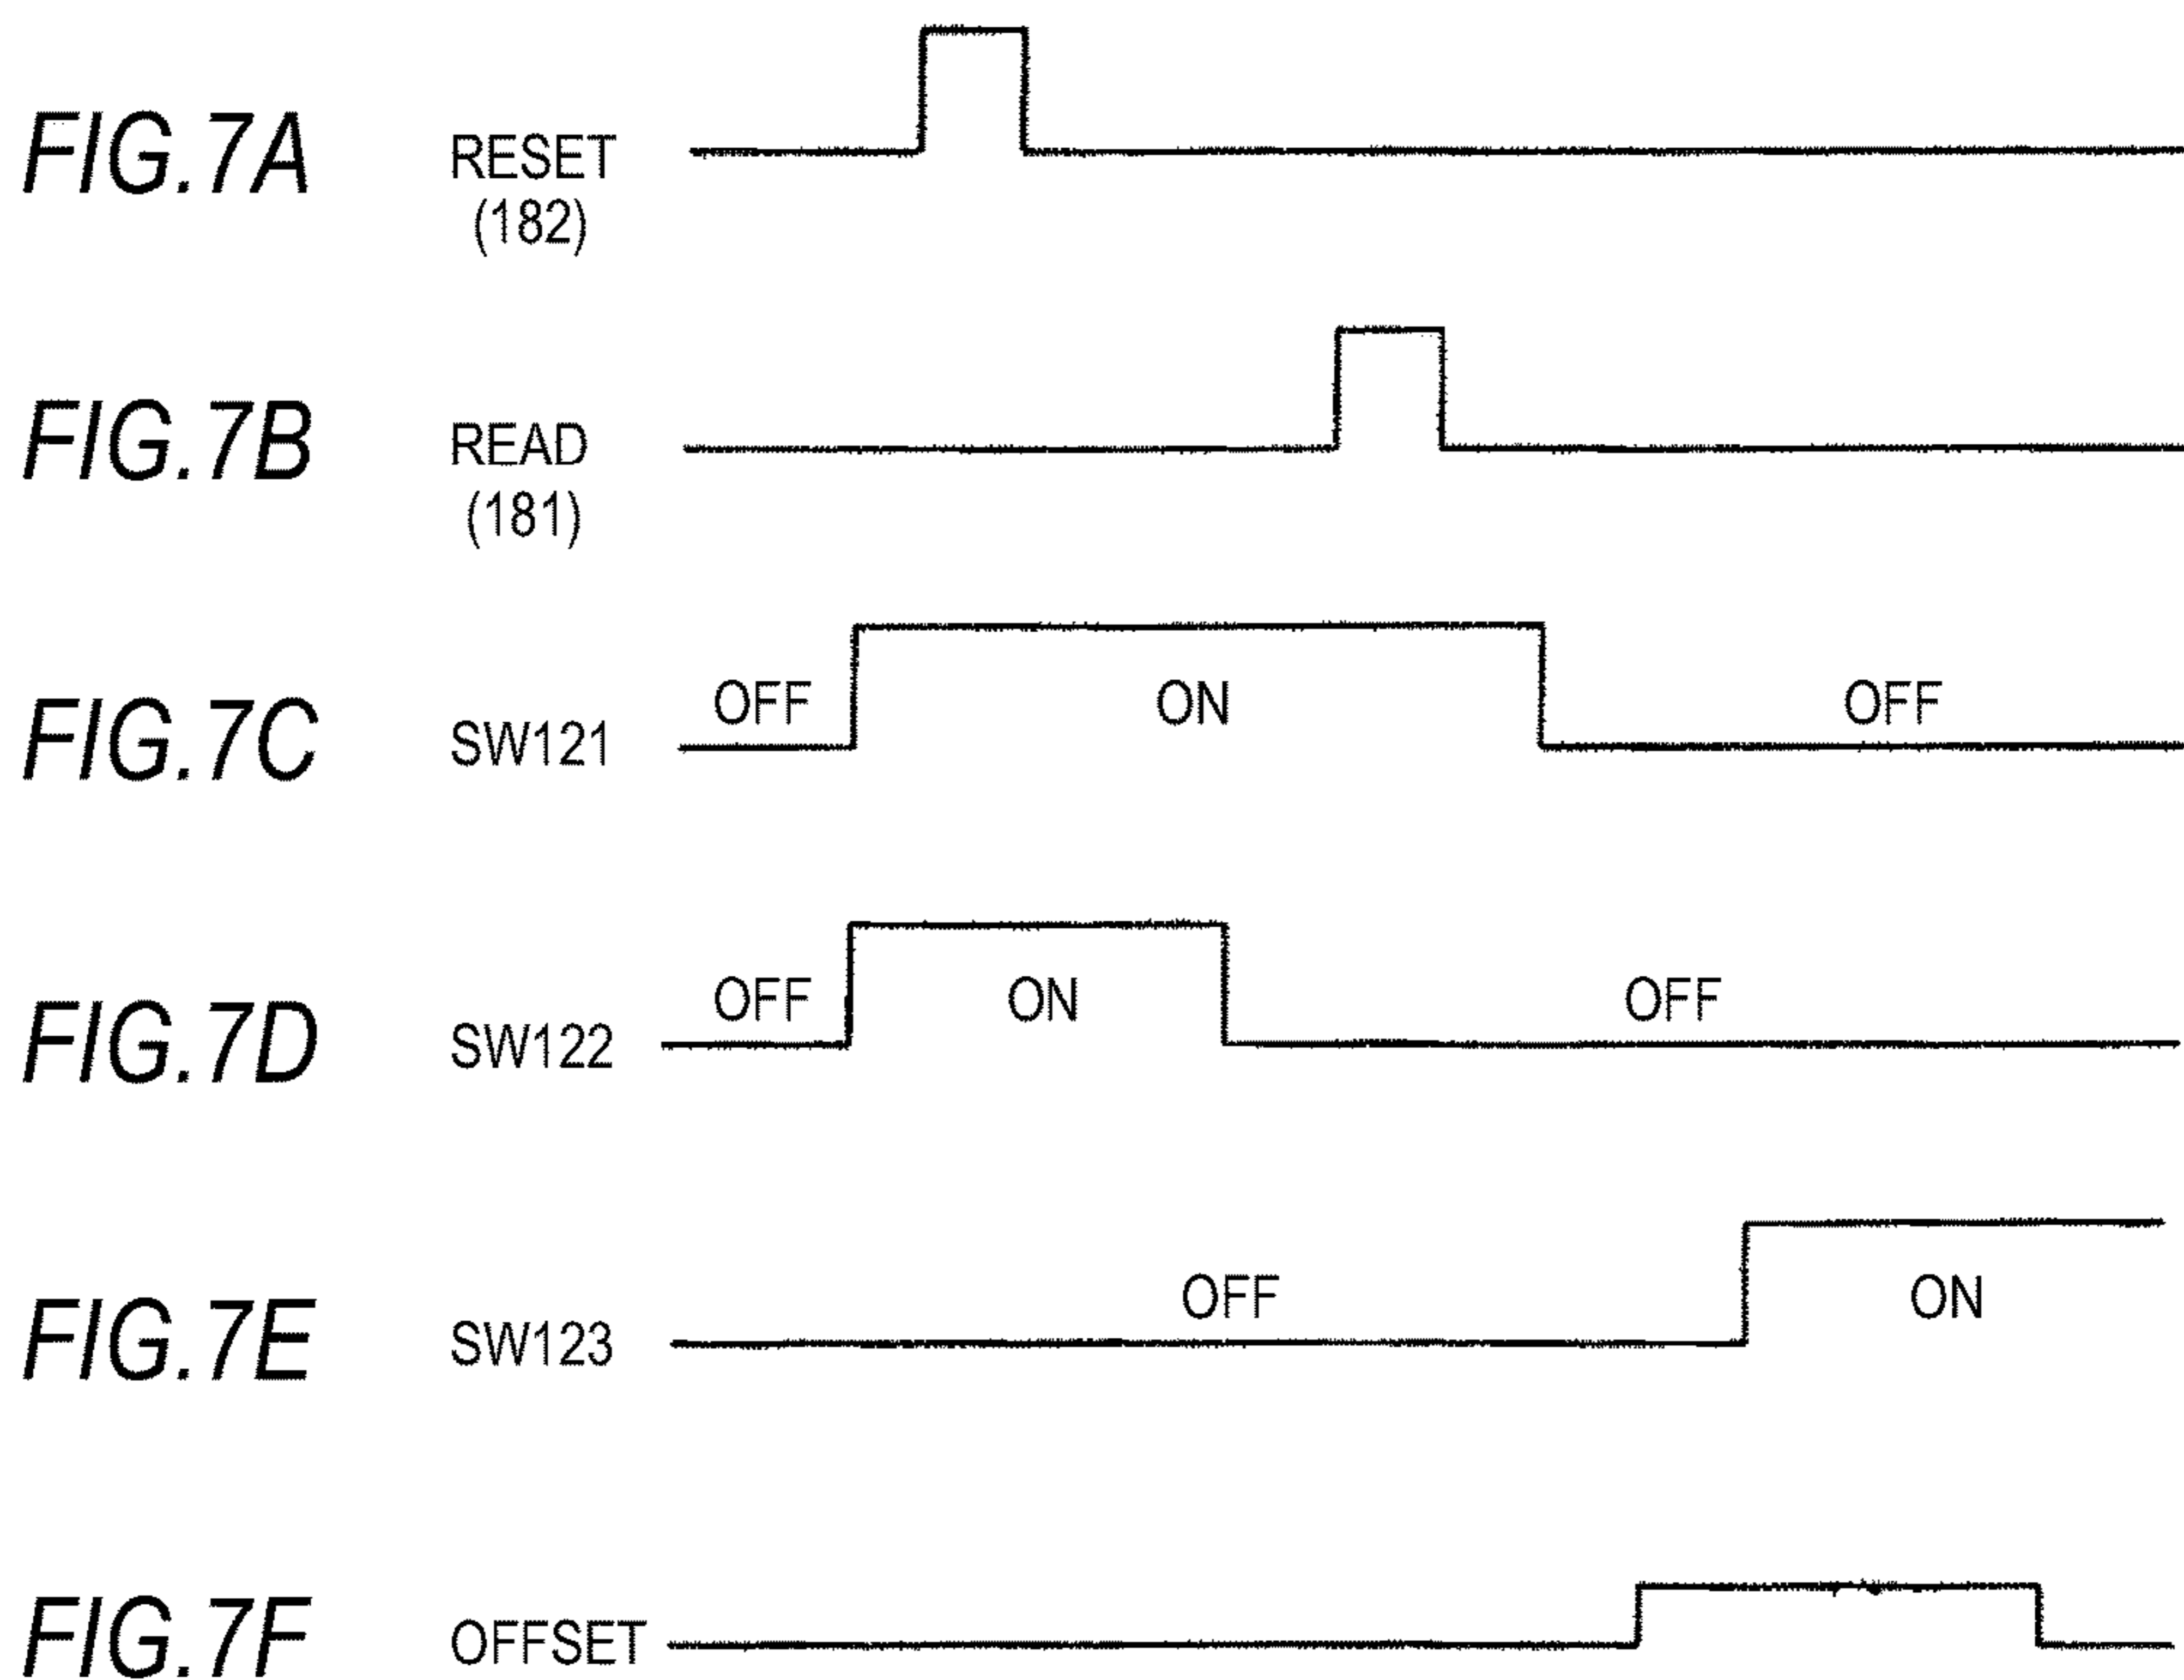 FIG.7A
RESET
(182)
FIG.7B
READ
(181)
FIG.7C
SW121
OFF
ON
OFF
FIG.7D
SW122
OFF
ON
OFF
FIG.7E
SW123
OFF
ON
FIG.7F
OFFSET